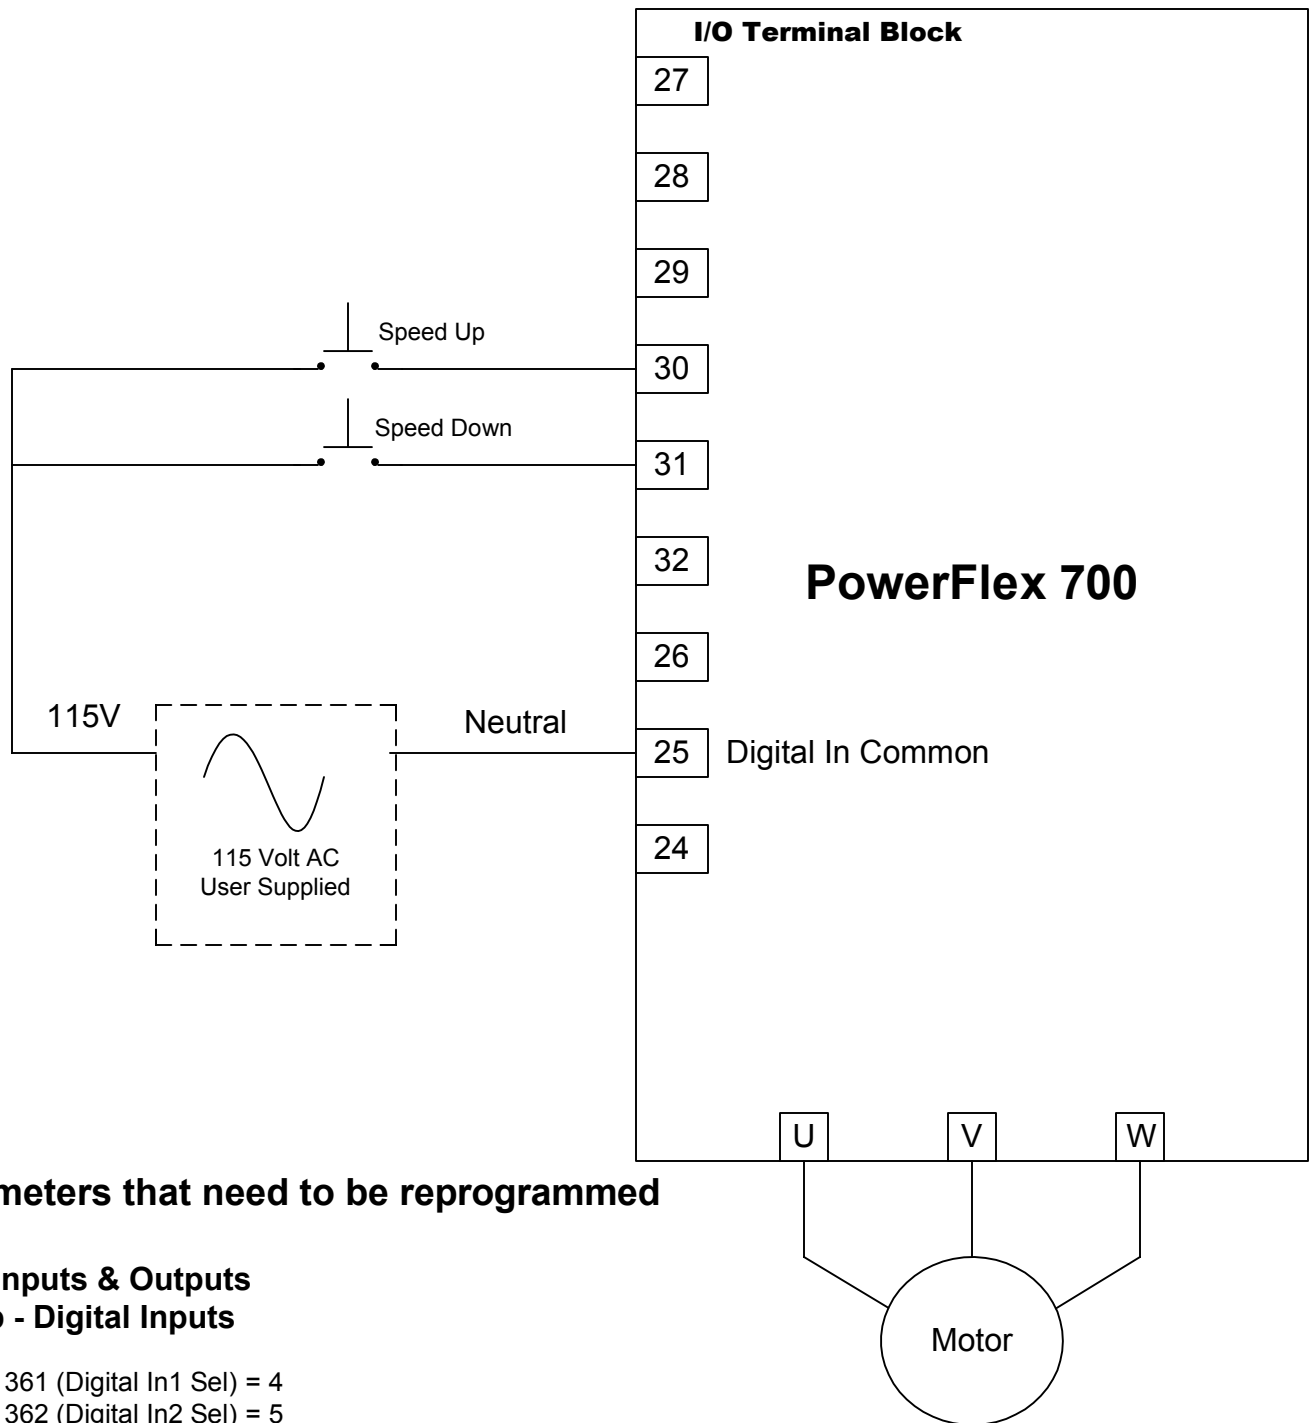 I/O Terminal Block
27
28
29
Speed Up
30
Speed Down
31
32
PowerFlex 700
26
115V
Neutral
25
Digital In Common
115 Volt AC
User Supplied
24
U
V
W
meters that need to be reprogrammed
nputs & Outputs
- Digital Inputs
Motor
361 (Digital In1 Sel) = 4
362 (Digital In2 Sel) = 5